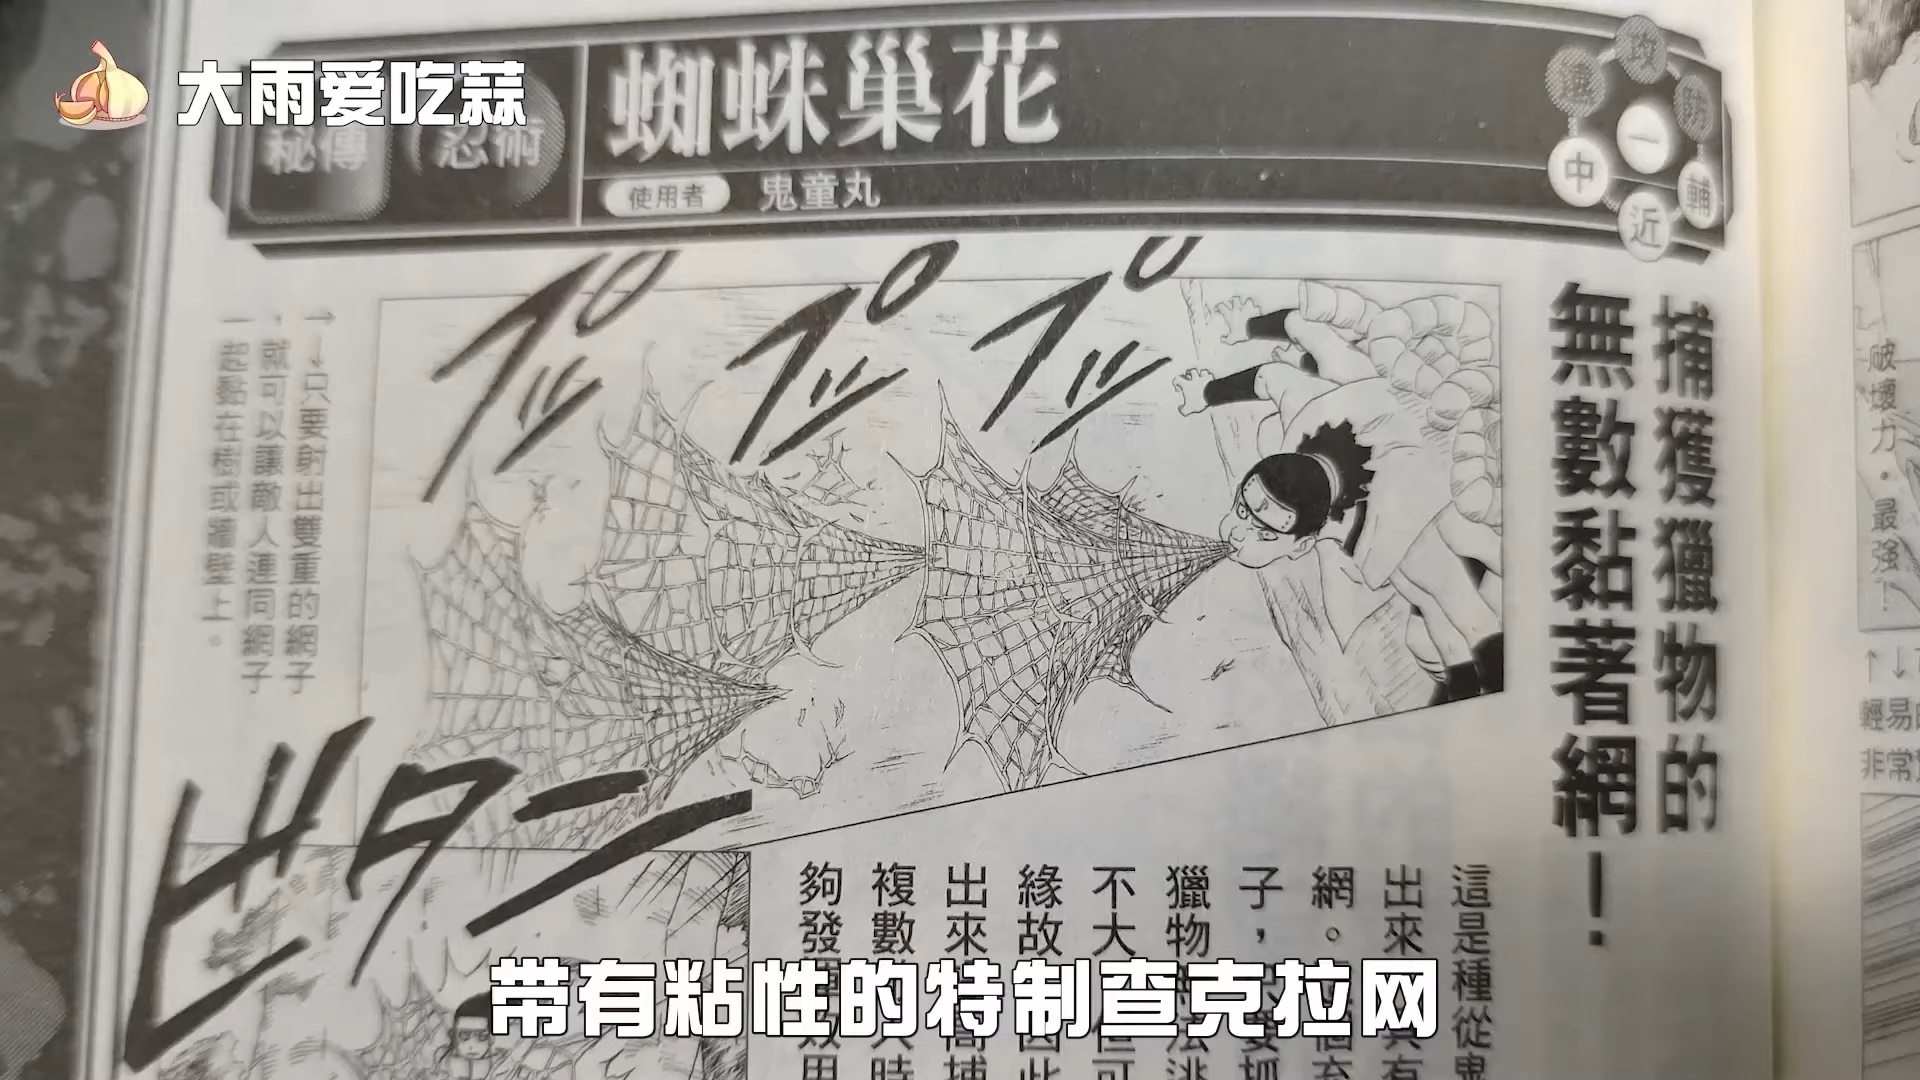 大雨爱吃蒜
秘傳
忍術
蜘蛛巢花
使用者
鬼童丸
攻
遠
防
一
中
輔
近
捕獲獵物的
無數黏著網！
プッ
プッ
プッ
→↓只要射出雙重的網子
，就可以讓敵人連同網子
一起黏在樹或牆壁上。
ビターン
這是種從鬼
出來
網。
子，
獵物
不大
緣故
出來
複數
夠發
破壞力・最強！
↑↓
輕易
非常
带有粘性的特制查克拉网